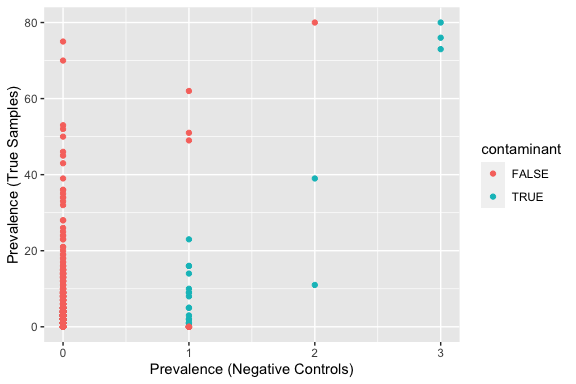 80
60
40
20
0
Prevalence (True Samples)
0 1 2 3
Prevalence (Negative Controls)
contaminant
FALSE
TRUE